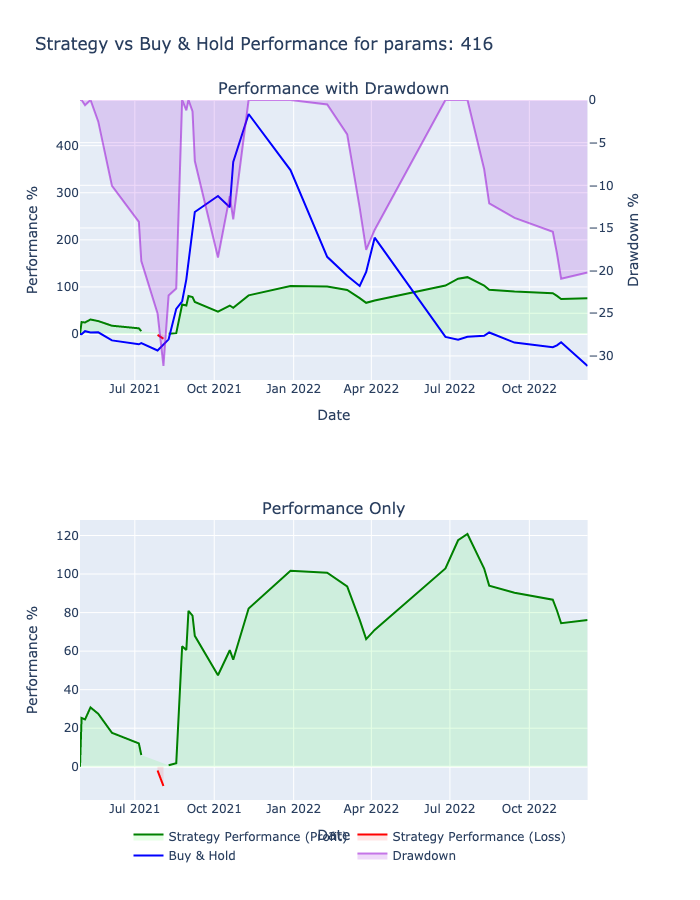 Strategy vs Buy & Hold Performance for params: 416
Performance with Drawdown
400
300
200
100
0
Performance %
0
−5
−10
−15
−20
−25
−30
Drawdown %
Jul 2021 Oct 2021 Jan 2022 Apr 2022 Jul 2022 Oct 2022
Date
Performance Only
120
100
80
60
40
20
0
Performance %
Jul 2021 Oct 2021 Jan 2022 Apr 2022 Jul 2022 Oct 2022
Date
Strategy Performance (Profit) Strategy Performance (Loss)
Buy & Hold Drawdown